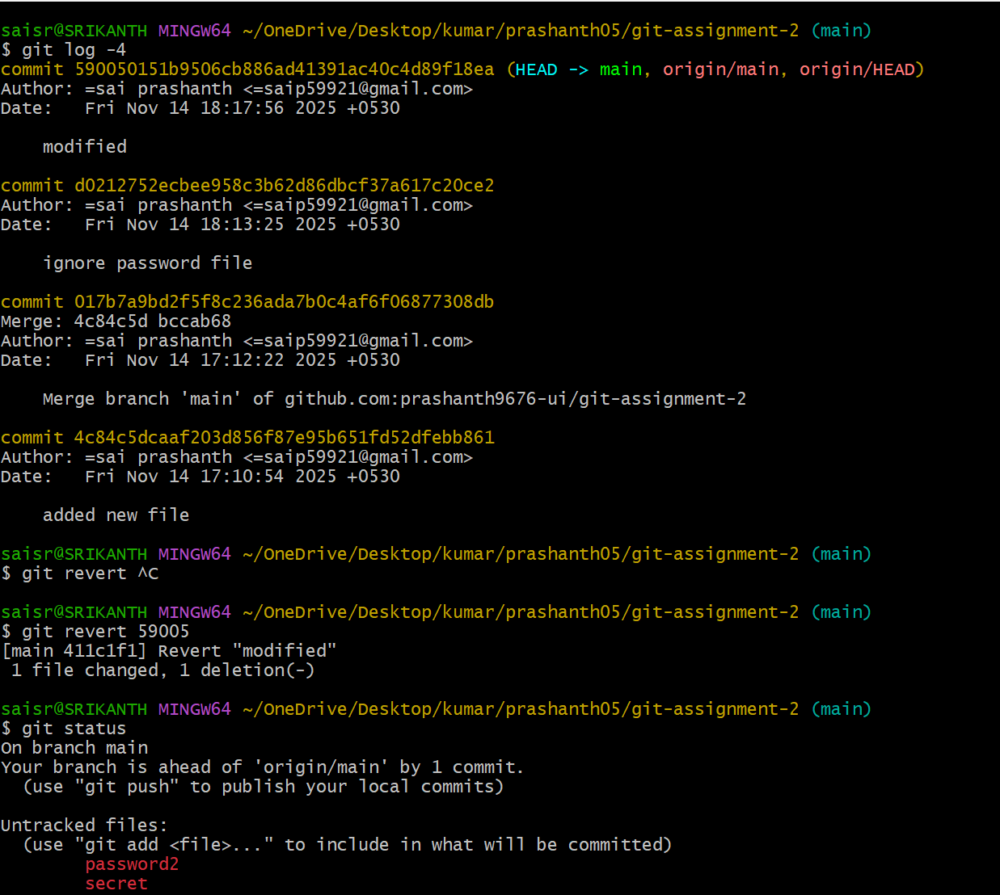 saisr@SRIKANTH MINGW64 ~/OneDrive/Desktop/kumar/prashanth05/git-assignment-2 (main)
$ git log -4
commit 590050151b9506cb886ad41391ac40c4d89f18ea (HEAD -> main, origin/main, origin/HEAD)
Author: =sai prashanth <=saip59921@gmail.com>
Date:   Fri Nov 14 18:17:56 2025 +0530
    modified
commit d0212752ecbee958c3b62d86dbcf37a617c20ce2
Author: =sai prashanth <=saip59921@gmail.com>
Date:   Fri Nov 14 18:13:25 2025 +0530
    ignore password file
commit 017b7a9bd2f5f8c236ada7b0c4af6f06877308db
Merge: 4c84c5d bccab68
Author: =sai prashanth <=saip59921@gmail.com>
Date:   Fri Nov 14 17:12:22 2025 +0530
    Merge branch 'main' of github.com:prashanth9676-ui/git-assignment-2
commit 4c84c5dcaaf203d856f87e95b651fd52dfebb861
Author: =sai prashanth <=saip59921@gmail.com>
Date:   Fri Nov 14 17:10:54 2025 +0530
    added new file
saisr@SRIKANTH MINGW64 ~/OneDrive/Desktop/kumar/prashanth05/git-assignment-2 (main)
$ git revert ^C
saisr@SRIKANTH MINGW64 ~/OneDrive/Desktop/kumar/prashanth05/git-assignment-2 (main)
$ git revert 59005
[main 411c1f1] Revert "modified"
 1 file changed, 1 deletion(-)
saisr@SRIKANTH MINGW64 ~/OneDrive/Desktop/kumar/prashanth05/git-assignment-2 (main)
$ git status
On branch main
Your branch is ahead of 'origin/main' by 1 commit.
  (use "git push" to publish your local commits)
Untracked files:
  (use "git add <file>..." to include in what will be committed)
        password2
        secret